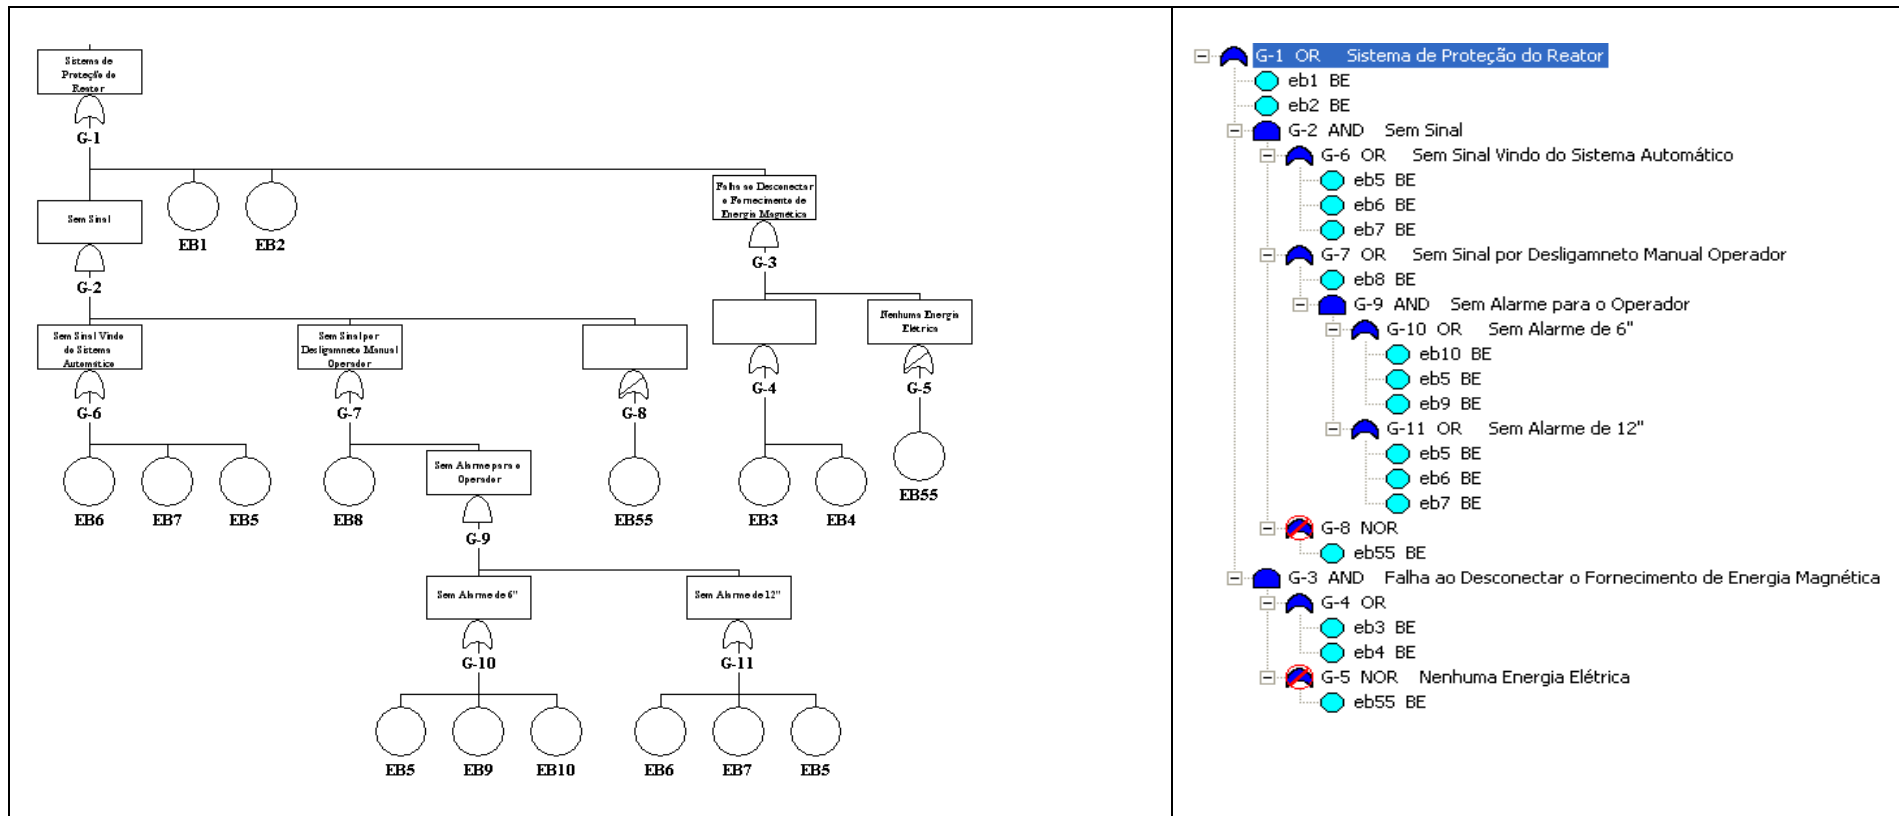 Sistema de
Proteção do
Reator
G-1
Sem Sinal
EB1
EB2
Falha ao Desconectar
o Fornecimento de
Energia Magnética
G-2
G-3
Sem Sinal Vindo
do Sistema
Automático
Sem Sinal por
Desligamneto Manual
Operador
Nenhuma Energia
Elétrica
G-6
G-7
G-8
G-4
G-5
EB6
EB7
EB5
EB8
Sem Alarme para o
Operador
EB55
EB3
EB4
EB55
G-9
Sem Alarme de 6"
Sem Alarme de 12"
G-10
G-11
EB5
EB9
EB10
EB6
EB7
EB5
G-1 OR Sistema de Proteção do Reator
eb1 BE
eb2 BE
G-2 AND Sem Sinal
G-6 OR Sem Sinal Vindo do Sistema Automático
eb5 BE
eb6 BE
eb7 BE
G-7 OR Sem Sinal por Desligamneto Manual Operador
eb8 BE
G-9 AND Sem Alarme para o Operador
G-10 OR Sem Alarme de 6"
eb10 BE
eb5 BE
eb9 BE
G-11 OR Sem Alarme de 12"
eb5 BE
eb6 BE
eb7 BE
G-8 NOR
eb55 BE
G-3 AND Falha ao Desconectar o Fornecimento de Energia Magnética
G-4 OR
eb3 BE
eb4 BE
G-5 NOR Nenhuma Energia Elétrica
eb55 BE